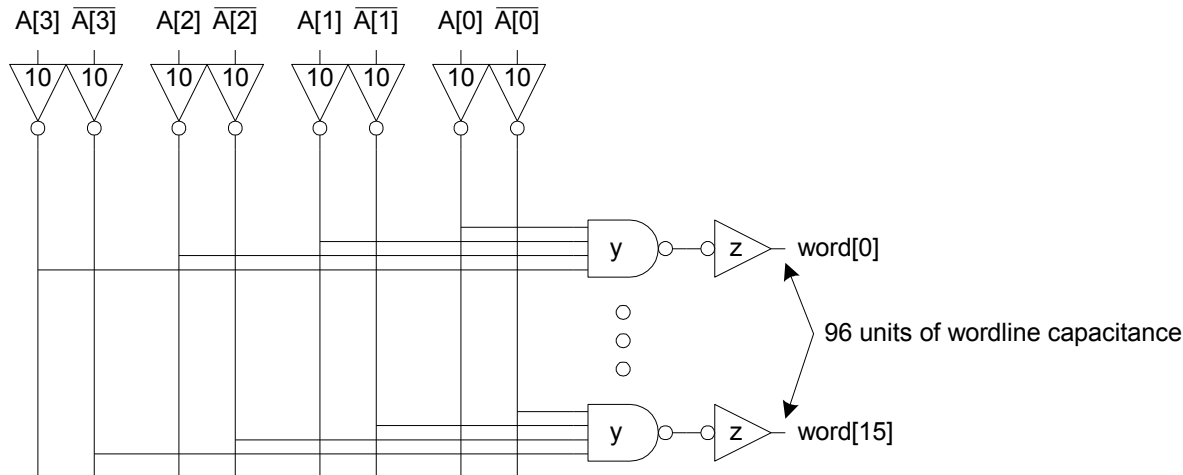 A[3] A̅[̅3̅]̅ A[2] A̅[̅2̅]̅ A[1] A̅[̅1̅]̅ A[0] A̅[̅0̅]̅
10 10 10 10 10 10 10 10
y z word[0]
96 units of wordline capacitance
y z word[15]